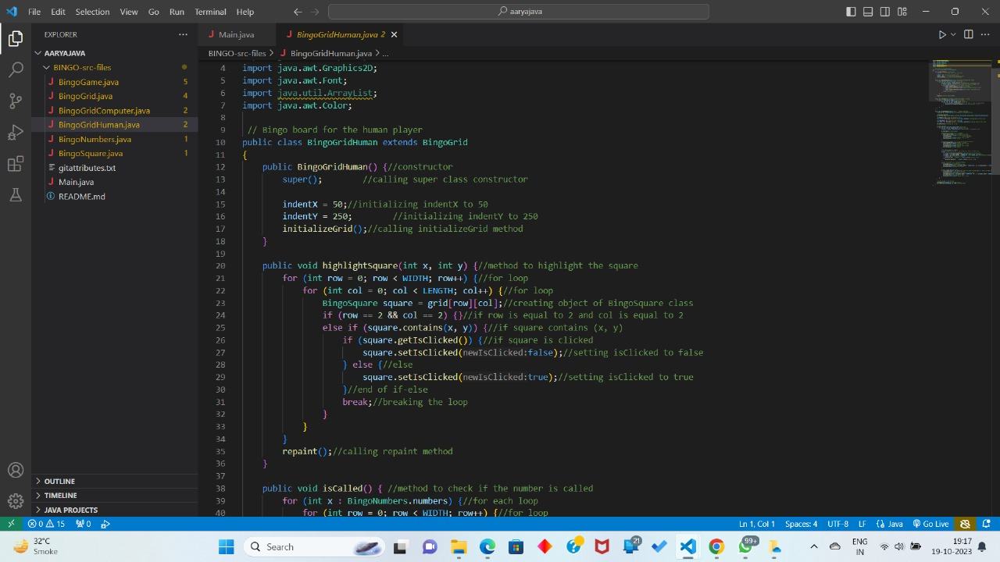 File Edit Selection View Go Run Terminal Help
aaryajava
EXPLORER
Main.java
BingoGridHuman.java 2
AARYAJAVA
BINGO-src-files > BingoGridHuman.java > ...
BINGO-src-files
BingoGame.java 5
BingoGrid.java 4
BingoGridComputer.java 2
BingoGridHuman.java 2
BingoNumbers.java 1
BingoSquare.java 1
gitattributes.txt
Main.java
README.md
4 import java.awt.Graphics2D;
5 import java.awt.Font;
6 import java.util.ArrayList;
7 import java.awt.Color;
8
9 // Bingo board for the human player
10 public class BingoGridHuman extends BingoGrid
11 {
12 public BingoGridHuman() {//constructor
13 super(); //calling super class constructor
14
15 indentX = 50;//initializing indentX to 50
16 indentY = 250; //initializing indentY to 250
17 initializeGrid();//calling initializeGrid method
18 }
19
20 public void highlightSquare(int x, int y) {//method to highlight the square
21 for (int row = 0; row < WIDTH; row++) {//for loop
22 for (int col = 0; col < LENGTH; col++) {//for loop
23 BingoSquare square = grid[row][col];//creating object of BingoSquare class
24 if (row == 2 && col == 2) {}//if row is equal to 2 and col is equal to 2
25 else if (square.contains(x, y)) {//if square contains (x, y)
26 if (square.getIsClicked()) {//if square is clicked
27 square.setIsClicked(newIsClicked:false);//setting isClicked to false
28 } else {//else
29 square.setIsClicked(newIsClicked:true);//setting isClicked to true
30 }//end of if-else
31 break;//breaking the loop
32 }
33 }
34 }
35 repaint();//calling repaint method
36 }
37
38 public void isCalled() { //method to check if the number is called
39 for (int x : BingoNumbers.numbers) {//for each loop
40 for (int row = 0; row < WIDTH; row++) {//for loop
OUTLINE
TIMELINE
JAVA PROJECTS
0 15 0
Ln 1, Col 1 Spaces: 4 UTF-8 LF {} Java Go Live
32°C
Smoke
Search
21
99+
ENG
IN
19:17
19-10-2023